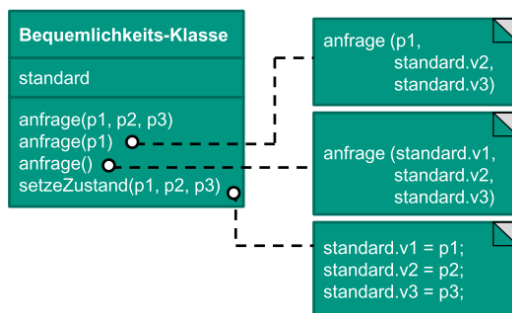 Bequemlichkeits-Klasse
standard
anfrage(p1, p2, p3)
anfrage(p1)
anfrage()
setzeZustand(p1, p2, p3)
anfrage (p1,
standard.v2,
standard.v3)
anfrage (standard.v1,
standard.v2,
standard.v3)
standard.v1 = p1;
standard.v2 = p2;
standard.v3 = p3;